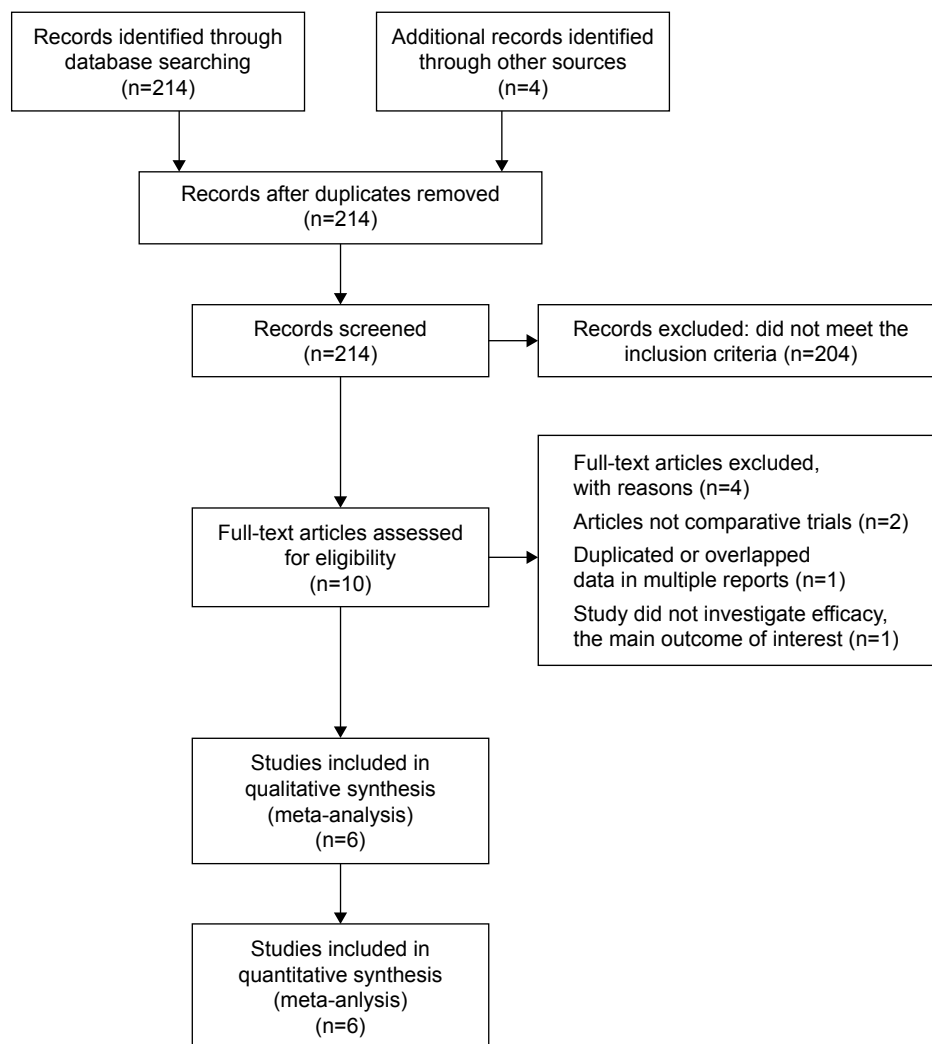 Records identified through
database searching
(n=214)
Additional records identified
through other sources
(n=4)
Records after duplicates removed
(n=214)
Records screened
(n=214)
Records excluded: did not meet the
inclusion criteria (n=204)
Full-text articles assessed
for eligibility
(n=10)
Full-text articles excluded,
with reasons (n=4)
Articles not comparative trials (n=2)
Duplicated or overlapped
data in multiple reports (n=1)
Study did not investigate efficacy,
the main outcome of interest (n=1)
Studies included in
qualitative synthesis
(meta-analysis)
(n=6)
Studies included in
quantitative synthesis
(meta-anlysis)
(n=6)